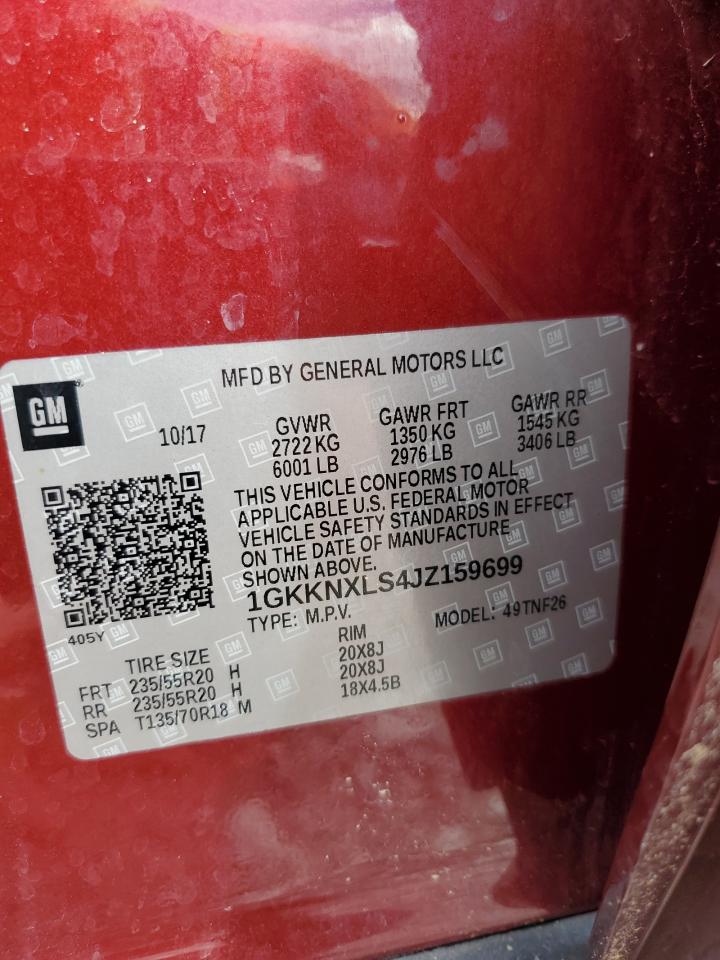 MFD BY GENERAL MOTORS LLC
GM
10/17
GVWR GAWR FRT GAWR RR
2722 KG 1350 KG 1545 KG
6001 LB 2976 LB 3406 LB
THIS VEHICLE CONFORMS TO ALL
APPLICABLE U.S. FEDERAL MOTOR
VEHICLE SAFETY STANDARDS IN EFFECT
ON THE DATE OF MANUFACTURE
SHOWN ABOVE.
1GKKNXLS4JZ159699
TYPE: M.P.V. MODEL: 49TNF26
405Y
TIRE SIZE RIM
FRT 235/55R20 H 20X8J
RR 235/55R20 H 20X8J
SPA T135/70R18 M 18X4.5B